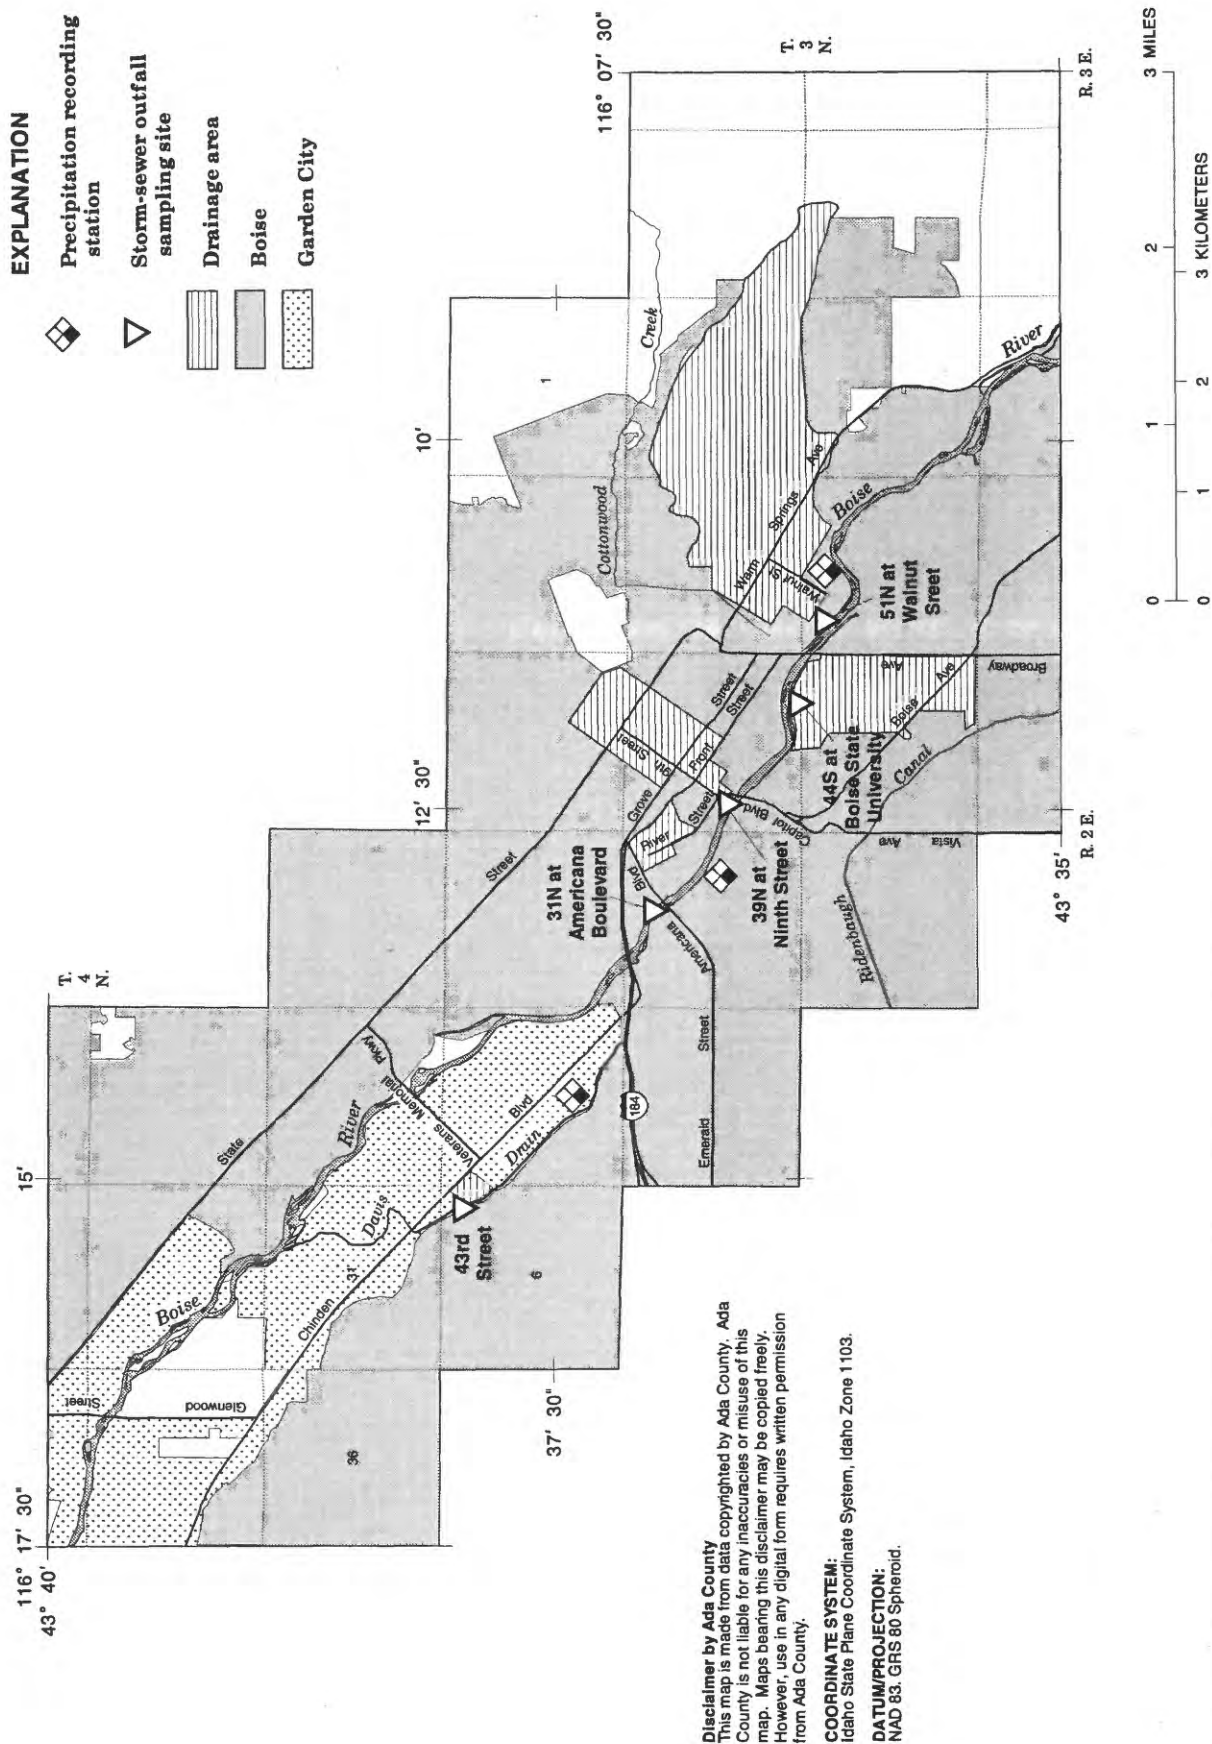 EXPLANATION
Precipitation recording
station
Storm-sewer outfall
sampling site
Drainage area
Boise
Garden City
116° 17' 30"
43° 40'
15'
12' 30"
10'
116° 07' 30"
T.
4
N.
T.
3
N.
37' 30"
43° 35'
R. 2 E.
R. 3 E.
Street
Glenwood
Boise
River
State
Street
Chinden
Blvd
Davis
Drain
Veterans
Memorial
Pkwy
31
36
6
1
43rd
Street
184
Emerald
Street
Americana
Blvd
31N at
Americana
Boulevard
River
Street
Grove
Street
Front
Street
9th
Street
39N at
Ninth Street
Capitol Blvd
Vista
Ave
Ridenbaugh
Canal
44S at
Boise State
University
Boise
Ave
Broadway
Ave
51N at
Walnut
Sreet
Walnut St
Warm
Springs
Ave
Cottonwood
Creek
Boise
River
Disclaimer by Ada County
This map is made from data copyrighted by Ada County. Ada
County is not liable for any inaccuracies or misuse of this
map. Maps bearing this disclaimer may be copied freely.
However, use in any digital form requires written permission
from Ada County.
COORDINATE SYSTEM:
Idaho State Plane Coordinate System, Idaho Zone 1103.
DATUM/PROJECTION:
NAD 83. GRS 80 Spheroid.
0 1 2 3 MILES
0 1 2 3 KILOMETERS